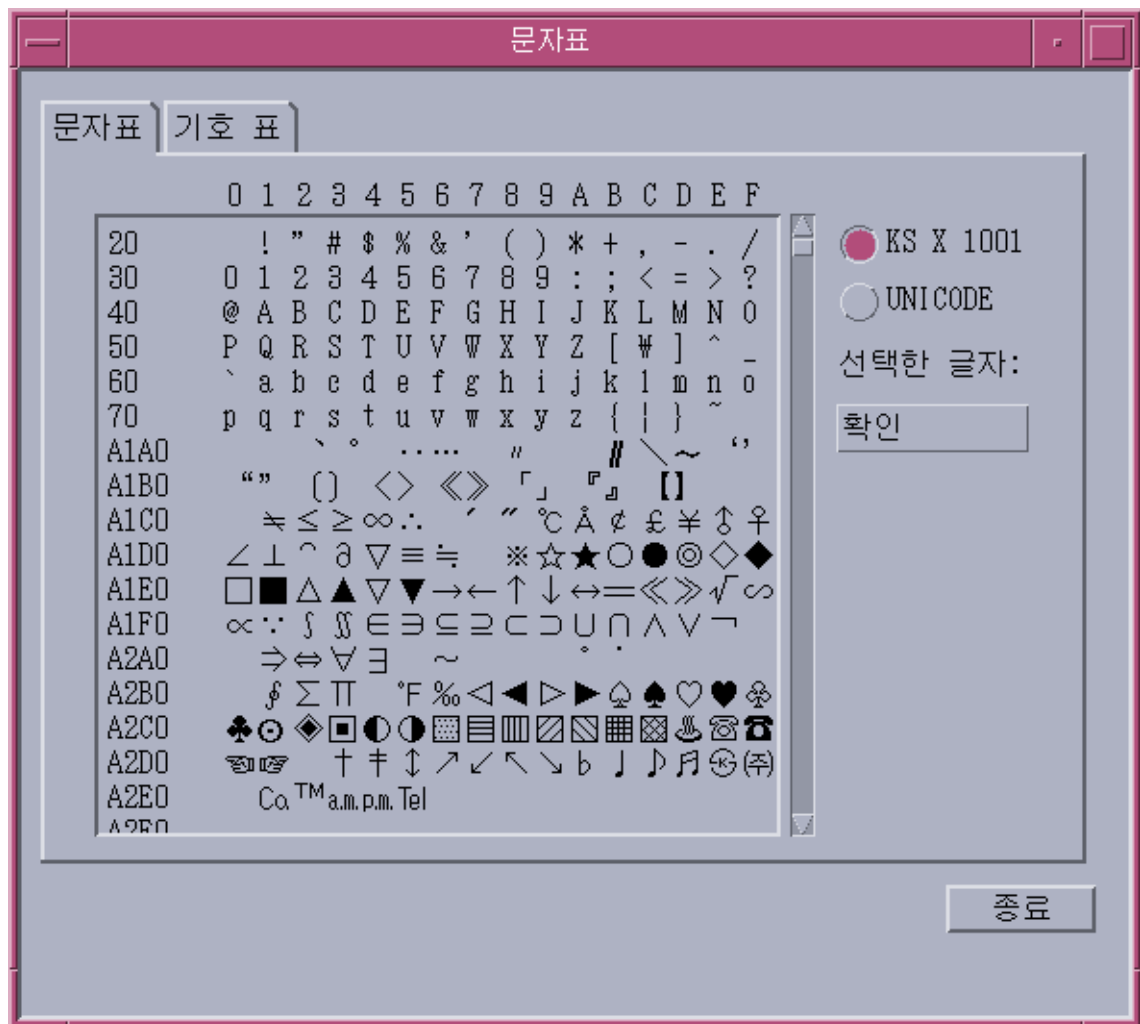 문자표
문자표 기호 표
0 1 2 3 4 5 6 7 8 9 A B C D E F
20 ! ” # $ % & ’ ( ) * + , - . /
30 0 1 2 3 4 5 6 7 8 9 : ; < = > ?
40 @ A B C D E F G H I J K L M N O
50 P Q R S T U V W X Y Z [ ₩ ] ^ _
60 ` a b c d e f g h i j k l m n o
70 p q r s t u v w x y z { | } ~
A1A0 、 。 ‥ … 〃 ∥ \ ∼ ‘ ’
A1B0 “ ” 〔 〕 〈 〉 《 》 「 」 『 』 【 】
A1C0 ≠ ≤ ≥ ∞ ∴ ′ ″ ℃ Å ¢ £ ¥ ♂ ♀
A1D0 ∠ ⊥ ⌒ ∂ ∇ ≡ ≒ ※ ☆ ★ ○ ● ◎ ◇ ◆
A1E0 □ ■ △ ▲ ▽ ▼ → ← ↑ ↓ ↔ = ≪ ≫ √ ∽
A1F0 ∝ ∵ ∫ ∬ ∈ ∋ ⊆ ⊇ ⊂ ⊃ ∪ ∩ ∧ ∨ ¬
A2A0 ⇒ ⇔ ∀ ∃ ~ ˚ ˙
A2B0 ∮ ∑ ∏ ℉ ‰ ◁ ◀ ▷ ▶ ♤ ♠ ♡ ♥ ♧
A2C0 ♣ ⊙ ◈ ▣ ◐ ◑ ▒ ▤ ▥ ▨ ▧ ▦ ▩ ♨ ☏ ☎
A2D0 ☜ ☞ † ‡ ↕ ↗ ↙ ↖ ↘ ♭ ♩ ♪ ♬ ㉿ ㈜
A2E0 Co. ™ a.m. p.m. Tel
A2F0
KS X 1001
UNICODE
선택한 글자:
확인
종료